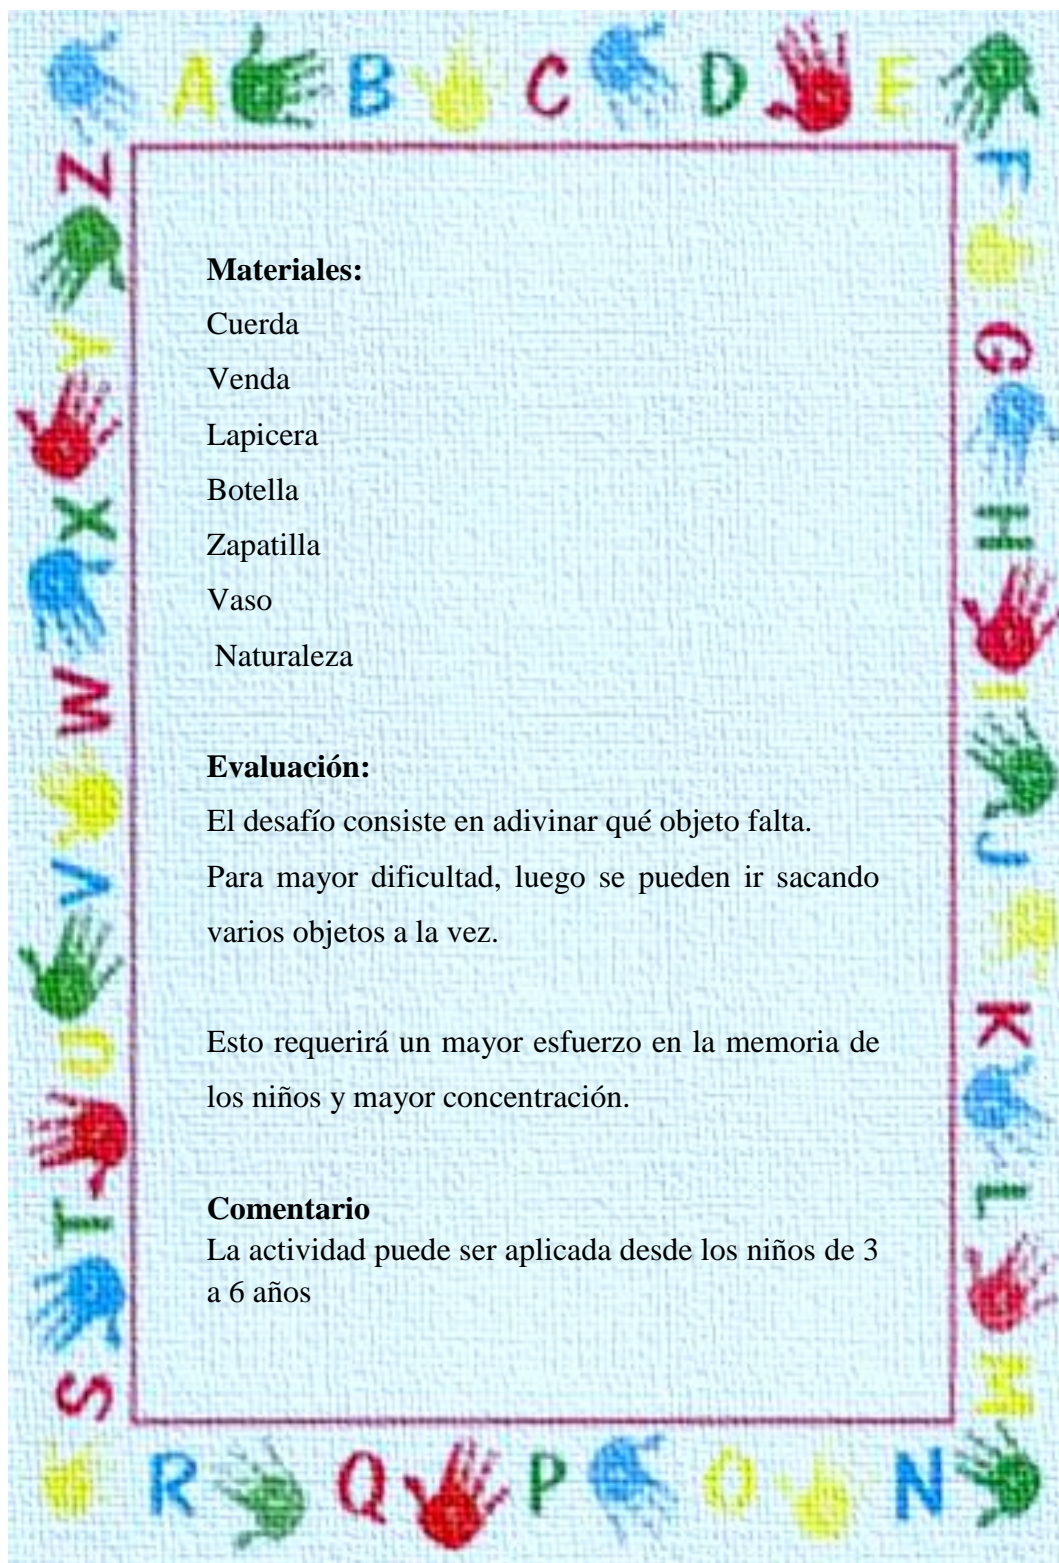 A B C D E
F
G
H
I
J
K
L
M
N
O
P
Q
R
S
T
U
V
W
X
Y
Z
Materiales:
Cuerda
Venda
Lapicera
Botella
Zapatilla
Vaso
Naturaleza
Evaluación:
El desafío consiste en adivinar qué objeto falta.
Para mayor dificultad, luego se pueden ir sacando
varios objetos a la vez.
Esto requerirá un mayor esfuerzo en la memoria de
los niños y mayor concentración.
Comentario
La actividad puede ser aplicada desde los niños de 3
a 6 años